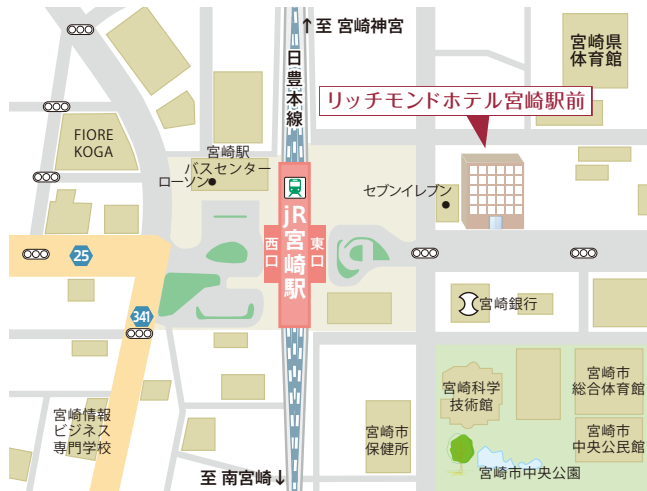 ↑至 宮崎神宮
日豊本線
宮崎県
体育館
リッチモンドホテル宮崎駅前
FIORE
KOGA
宮崎駅
バスセンター
ローソン
セブンイレブン
jR宮崎駅
西口
東口
25
341
宮崎銀行
宮崎科学
技術館
宮崎市
総合体育館
宮崎市
中央公民館
宮崎情報
ビジネス
専門学校
宮崎市
保健所
宮崎市中央公園
至 南宮崎↓